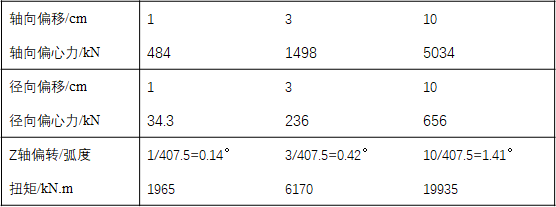 轴向偏移/cm 1 3 10
轴向偏心力/kN 484 1498 5034
径向偏移/cm 1 3 10
径向偏心力/kN 34.3 236 656
Z轴偏转/弧度 1/407.5=0.14° 3/407.5=0.42° 10/407.5=1.41°
扭矩/kN.m 1965 6170 19935